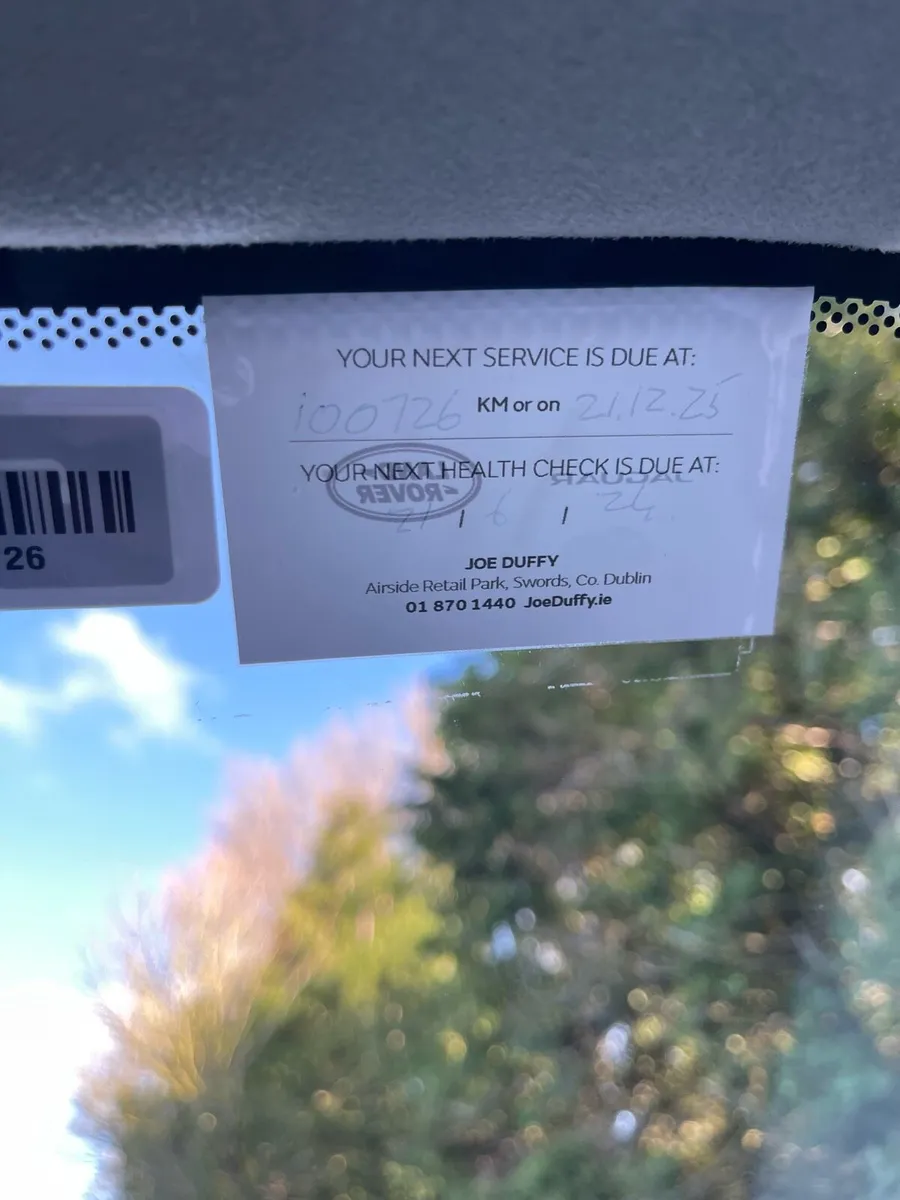 YOUR NEXT SERVICE IS DUE AT:
100726 KM or on 21.12.25
YOUR NEXT HEALTH CHECK IS DUE AT:
ROVER JAGUAR
21 / 6 / 24
JOE DUFFY
Airside Retail Park, Swords, Co. Dublin
01 870 1440 JoeDuffy.ie
26